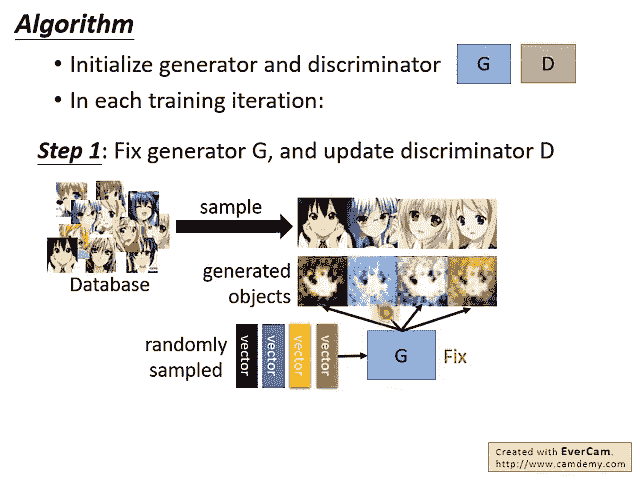 Algorithm
• Initialize generator and discriminator G D
• In each training iteration:
Step 1: Fix generator G, and update discriminator D
sample
Database
generated
objects
D
randomly
sampled
vector vector vector vector
G Fix
Created with EverCam.
http://www.camdemy.com